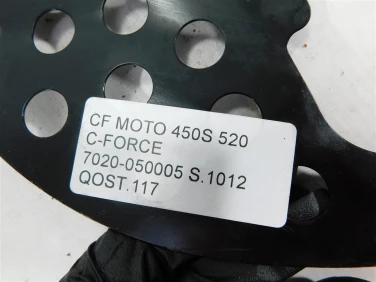 CF MOTO 450S 520
C-FORCE
7020-050005 S.1012
QOST.117